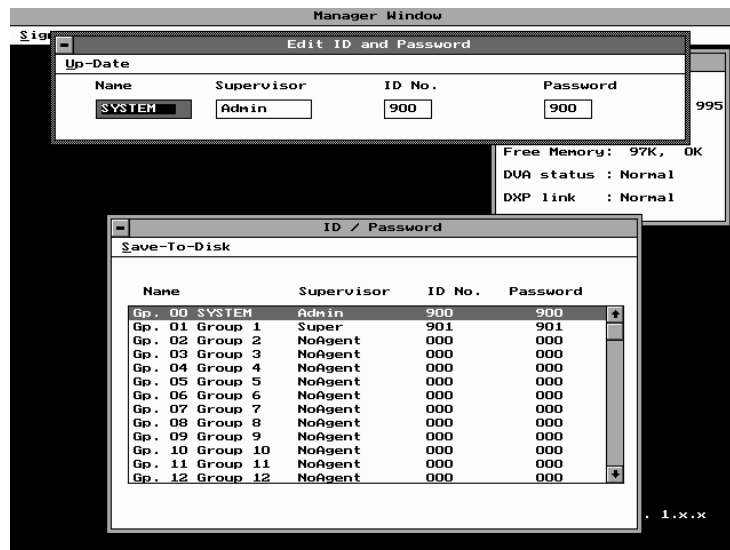 Manager Window
Edit ID and Password
Up-Date
Name Supervisor ID No. Password
SYSTEM Admin 900 900
995
Free Memory: 97K, OK
DVA status : Normal
DXP link : Normal
ID / Password
Save-To-Disk
Name Supervisor ID No. Password
Gp. 00 SYSTEM Admin 900 900
Gp. 01 Group 1 Super 901 901
Gp. 02 Group 2 NoAgent 000 000
Gp. 03 Group 3 NoAgent 000 000
Gp. 04 Group 4 NoAgent 000 000
Gp. 05 Group 5 NoAgent 000 000
Gp. 06 Group 6 NoAgent 000 000
Gp. 07 Group 7 NoAgent 000 000
Gp. 08 Group 8 NoAgent 000 000
Gp. 09 Group 9 NoAgent 000 000
Gp. 10 Group 10 NoAgent 000 000
Gp. 11 Group 11 NoAgent 000 000
Gp. 12 Group 12 NoAgent 000 000
. 1.x.x